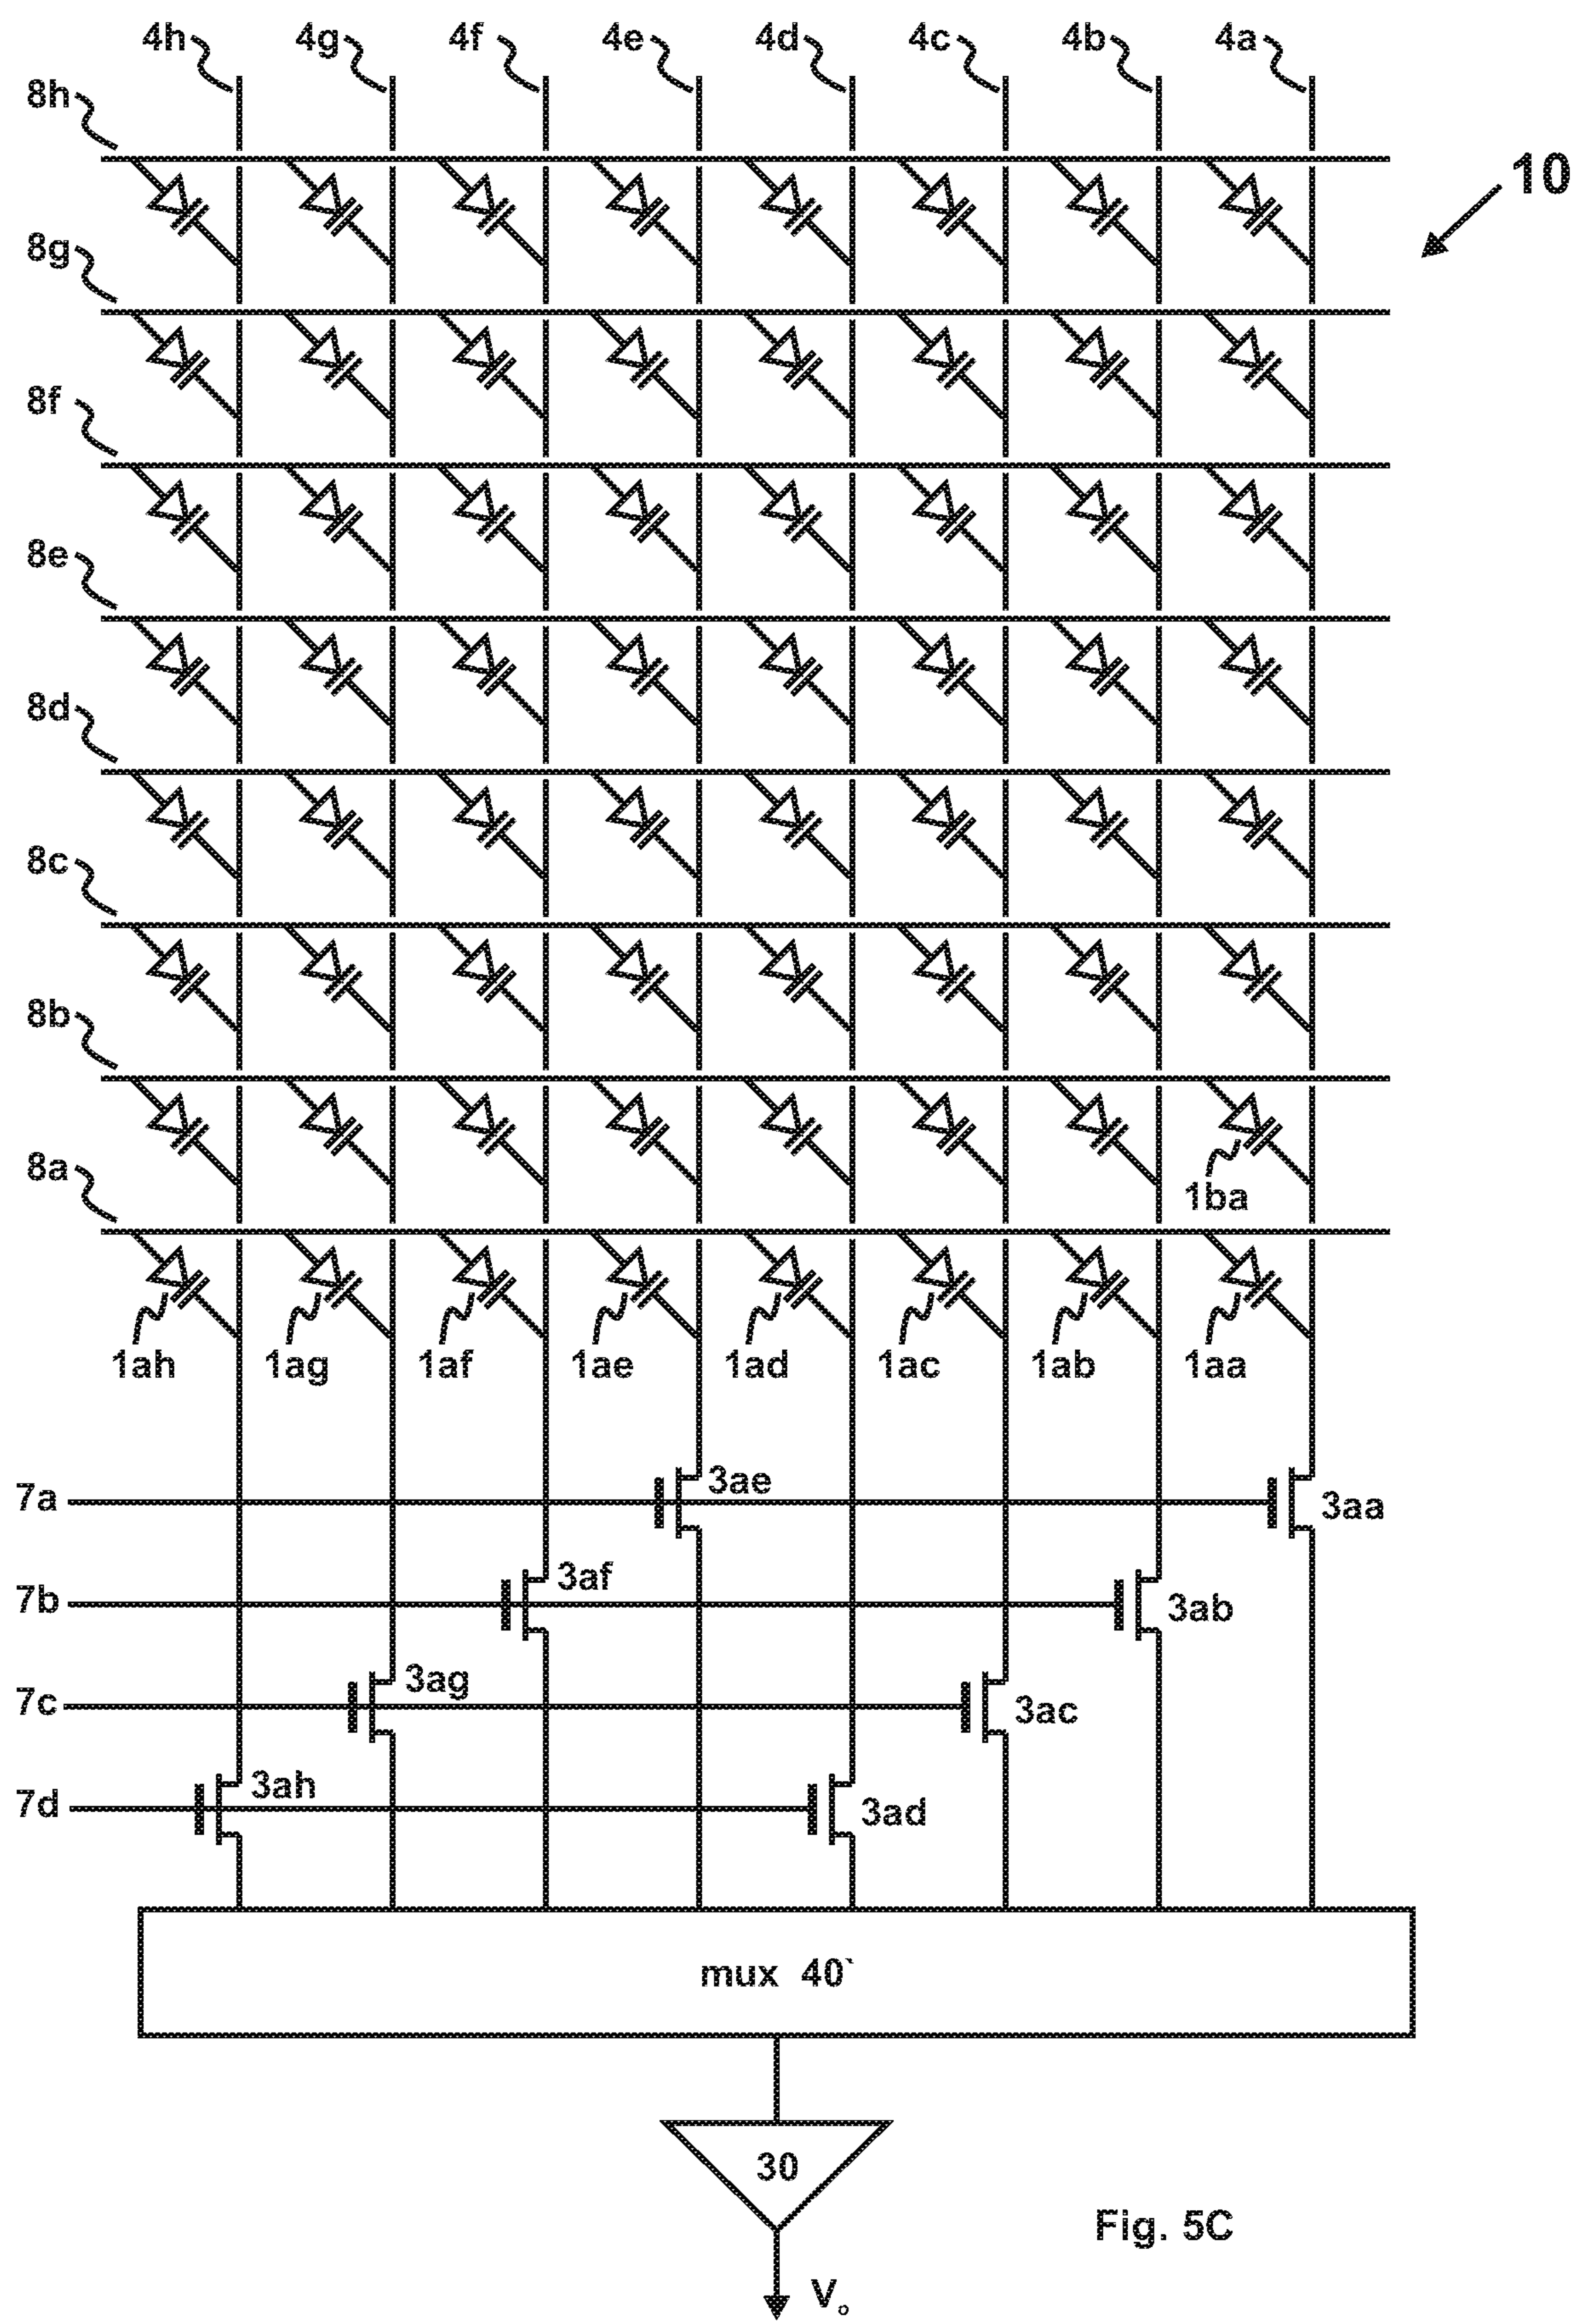 4h 4g 4f 4e 4d 4c 4b 4a
8h
10
8g
8f
8e
8d
8c
8b
8a
1ba
1ah 1ag 1af 1ae 1ad 1ac 1ab 1aa
7a 3ae 3aa
7b 3af 3ab
7c 3ag 3ac
7d 3ah 3ad
mux 40`
30
Fig. 5C
Vo